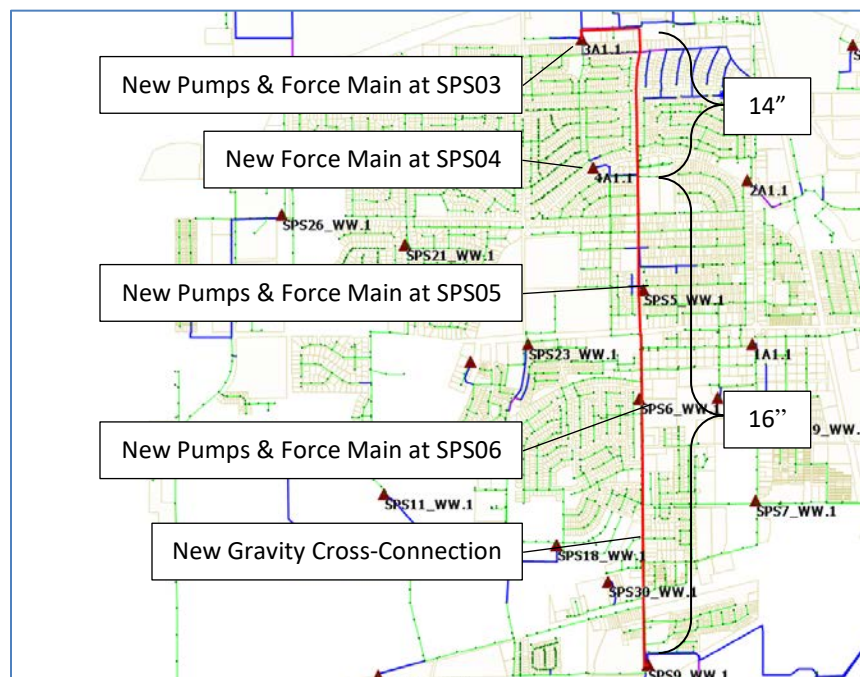 3A1.1
New Pumps & Force Main at SPS03
14”
New Force Main at SPS04
4A1.1
2A1.1
SPS26_WW.1
SPS21_WW.1
New Pumps & Force Main at SPS05
SPS5_WW.1
SPS23_WW.1
1A1.1
SPS6_WW.1
16”
9_WW.
New Pumps & Force Main at SPS06
SPS11_WW.1
SPS7_WW.1
New Gravity Cross-Connection
SPS18_WW.1
SPS30_WW.1
SPS9_WW.1